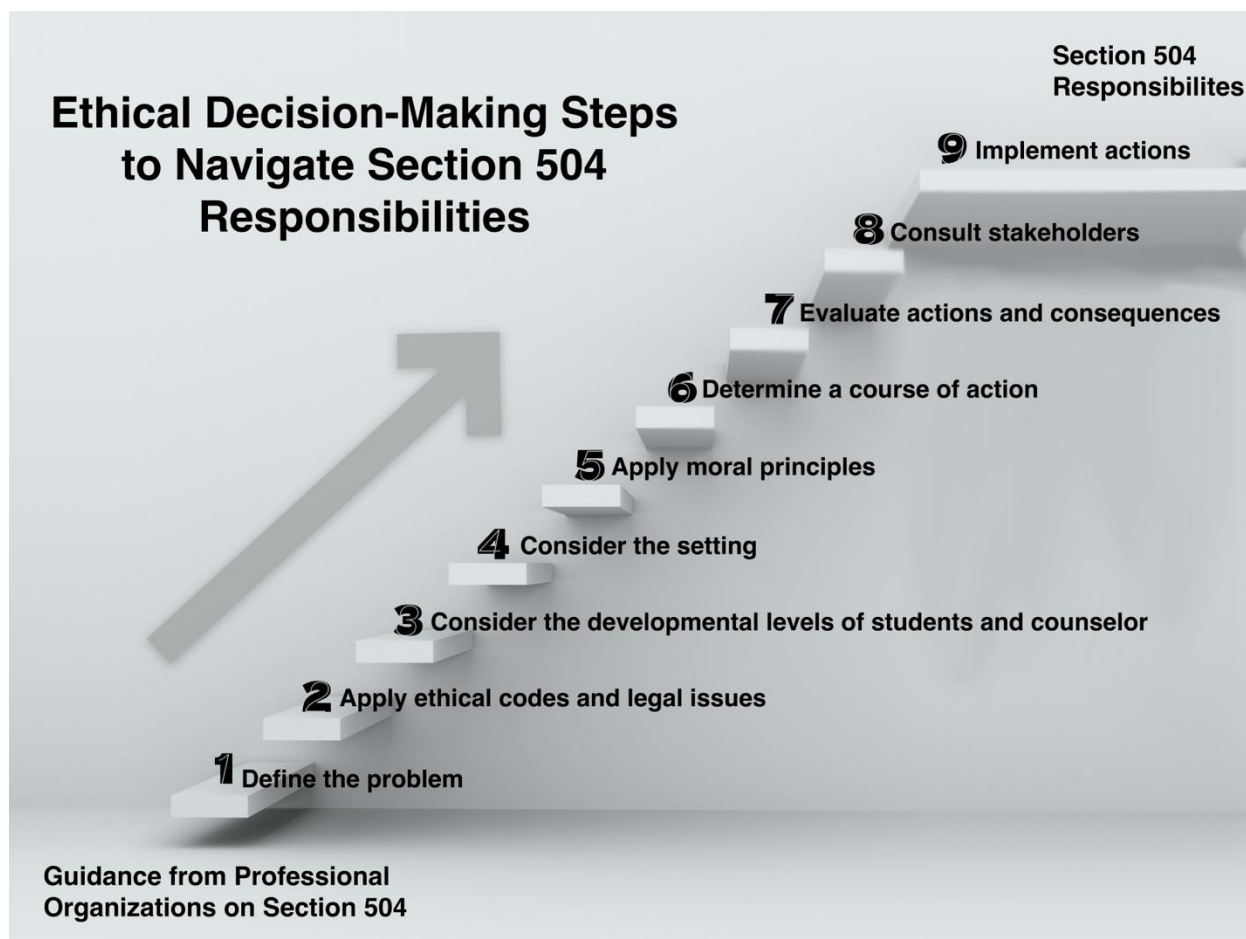 Ethical Decision-Making Steps
to Navigate Section 504
Responsibilities
Section 504
Responsibilites
9 Implement actions
8 Consult stakeholders
7 Evaluate actions and consequences
6 Determine a course of action
5 Apply moral principles
4 Consider the setting
3 Consider the developmental levels of students and counselor
2 Apply ethical codes and legal issues
1 Define the problem
Guidance from Professional
Organizations on Section 504